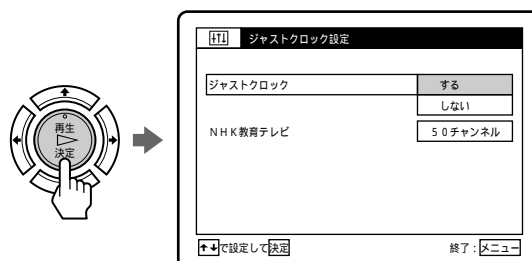 ジャストクロック設定
ジャストクロック
する
しない
NHK教育テレビ
50チャンネル
再生
決定
↑↓で設定して決定
終了:メニュー